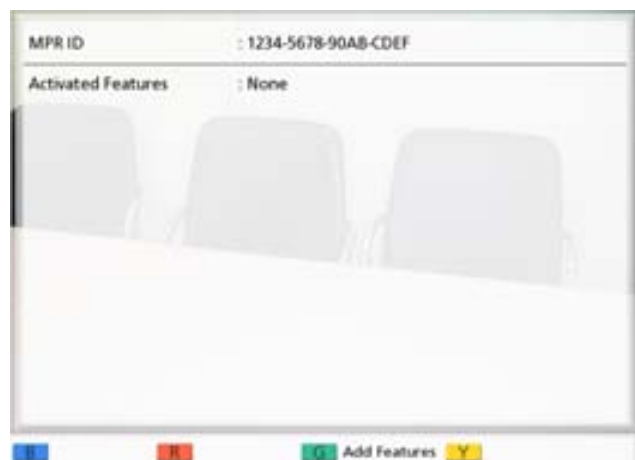 MPR ID : 1234-5678-90AB-CDEF
Activated Features : None
B R G Add Features Y